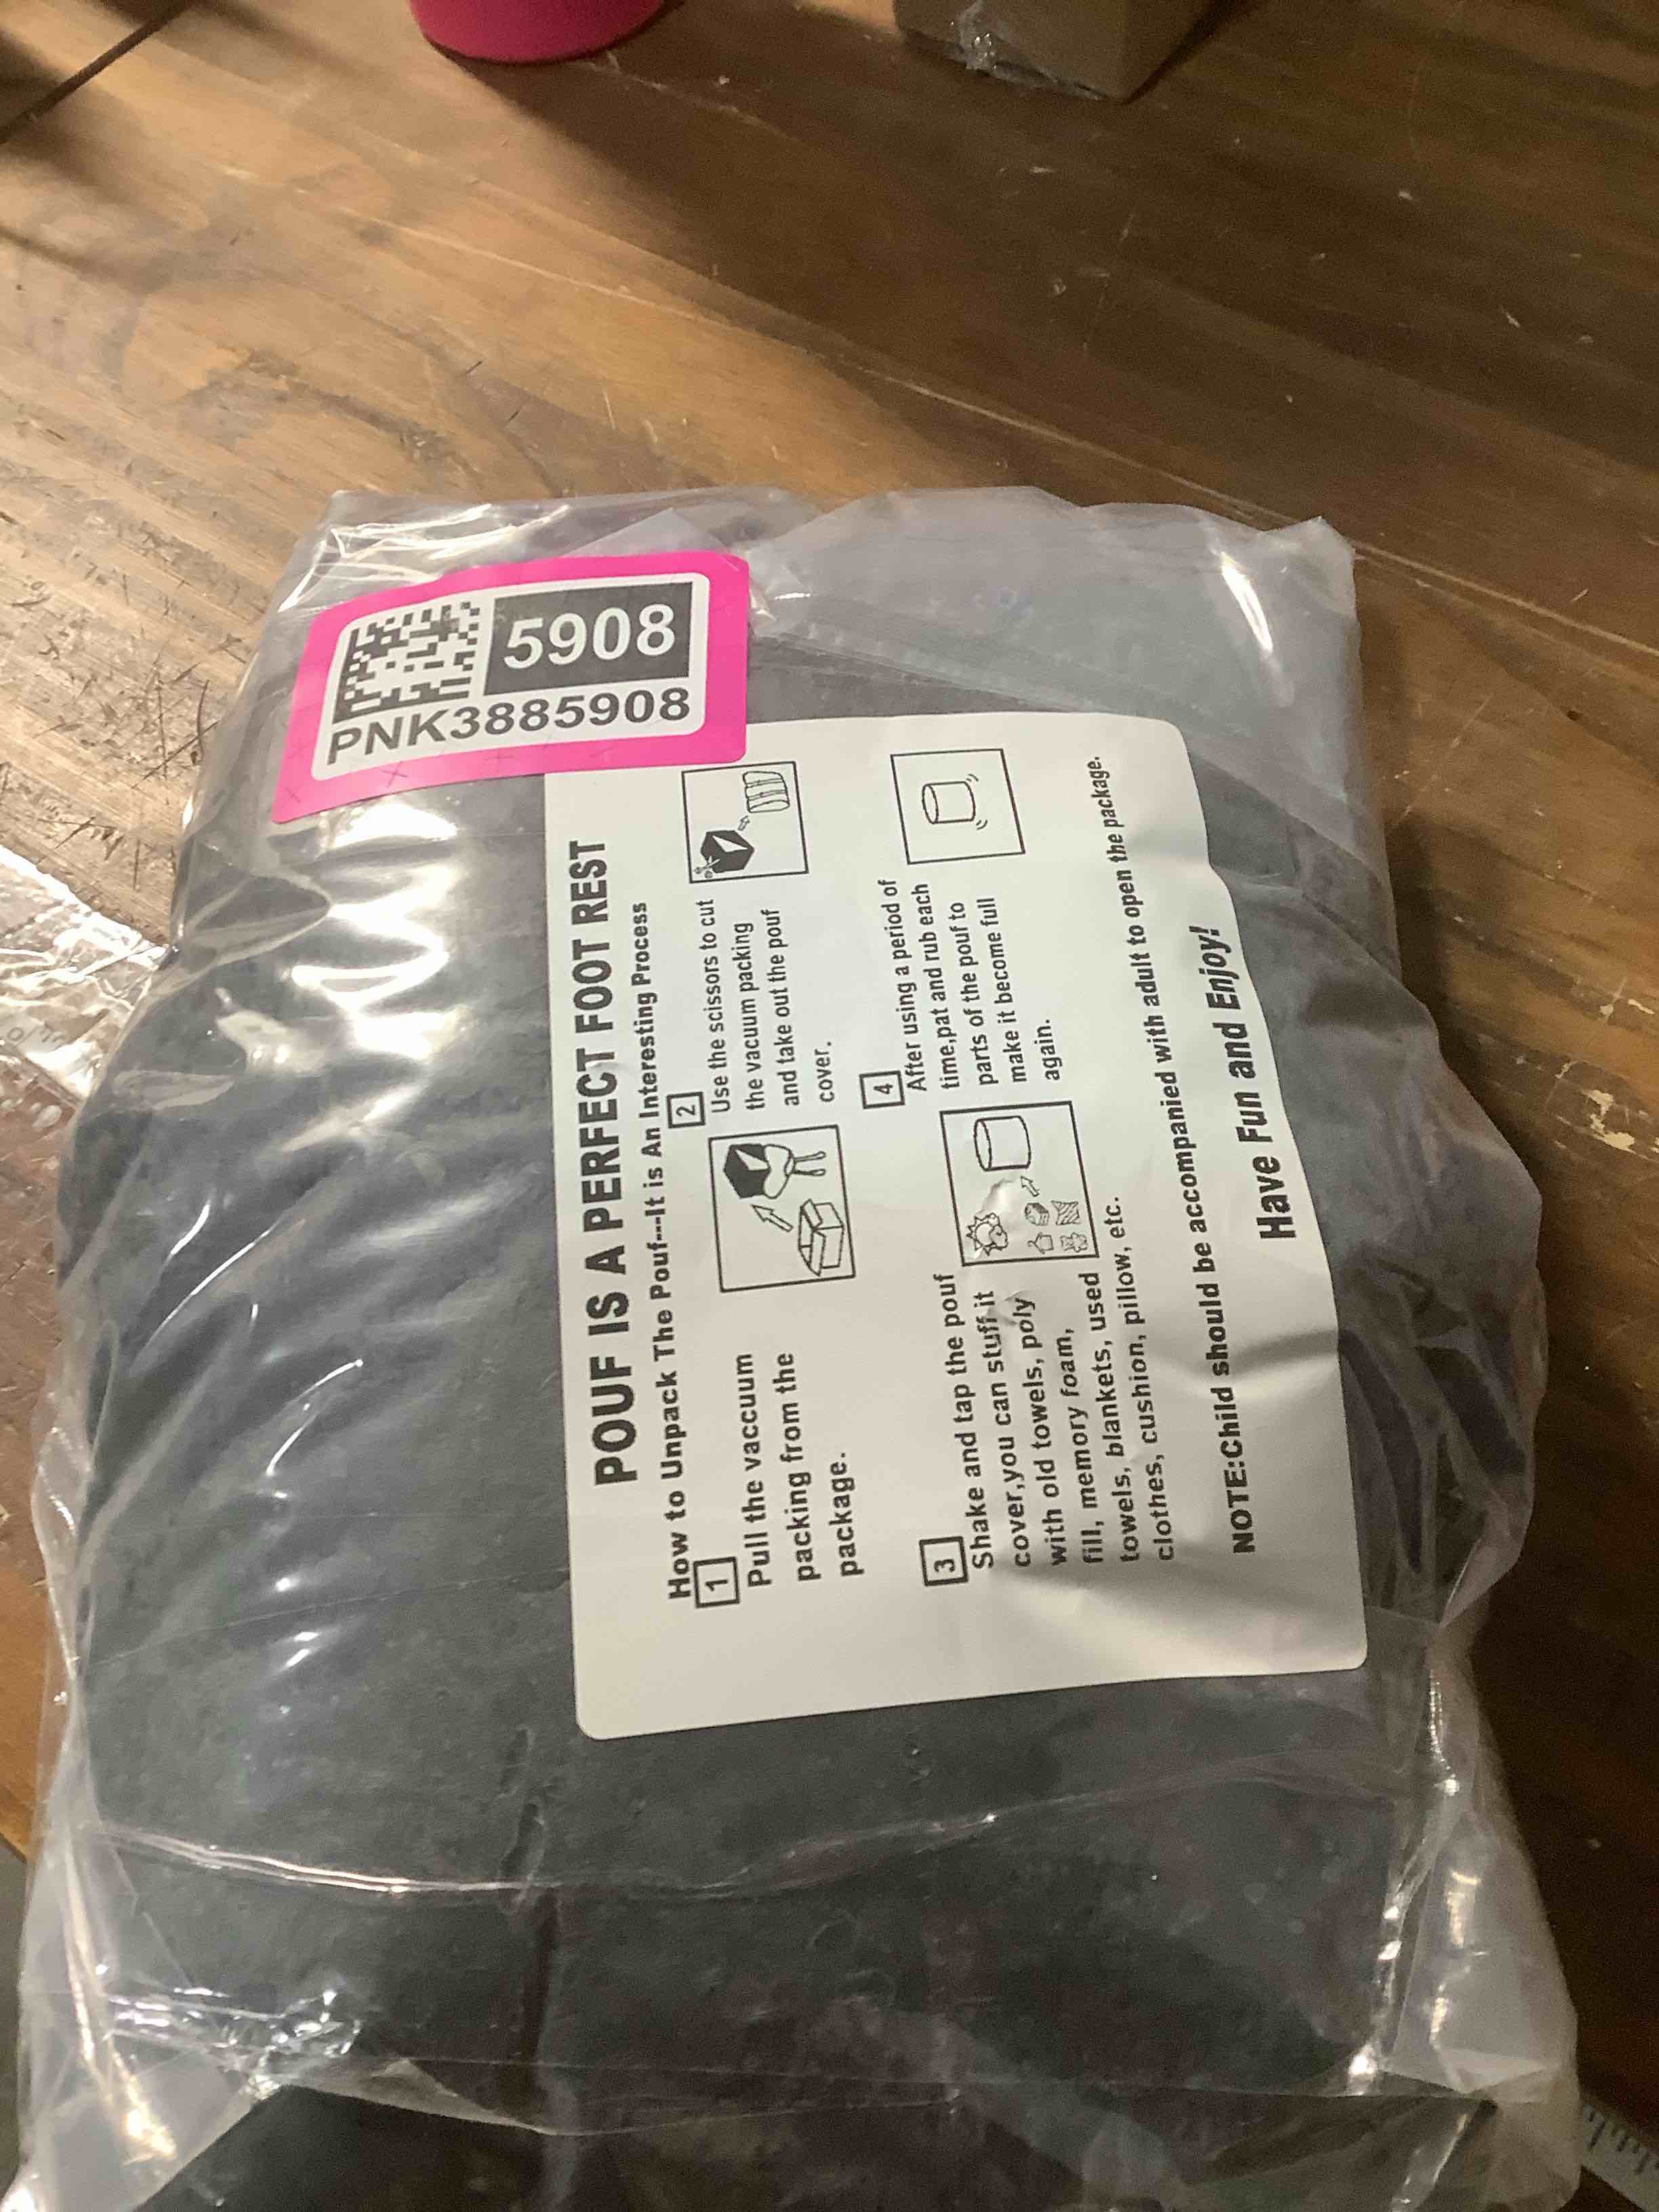 5908
PNK3885908
POUF IS A PERFECT FOOT REST
How to Unpack The Pouf---It is An Interesting Process
1
Pull the vaccuum
packing from the
package.
2
Use the scissors to cut
the vacuum packing
and take out the pouf
cover.
3
Shake and tap the pouf
cover,you can stuff it
with old towels, poly
fill, memory foam,
towels, blankets, used
clothes, cushion, pillow, etc.
4
After using a period of
time,pat and rub each
parts of the pouf to
make it become full
again.
NOTE:Child should be accompanied with adult to open the package.
Have Fun and Enjoy!